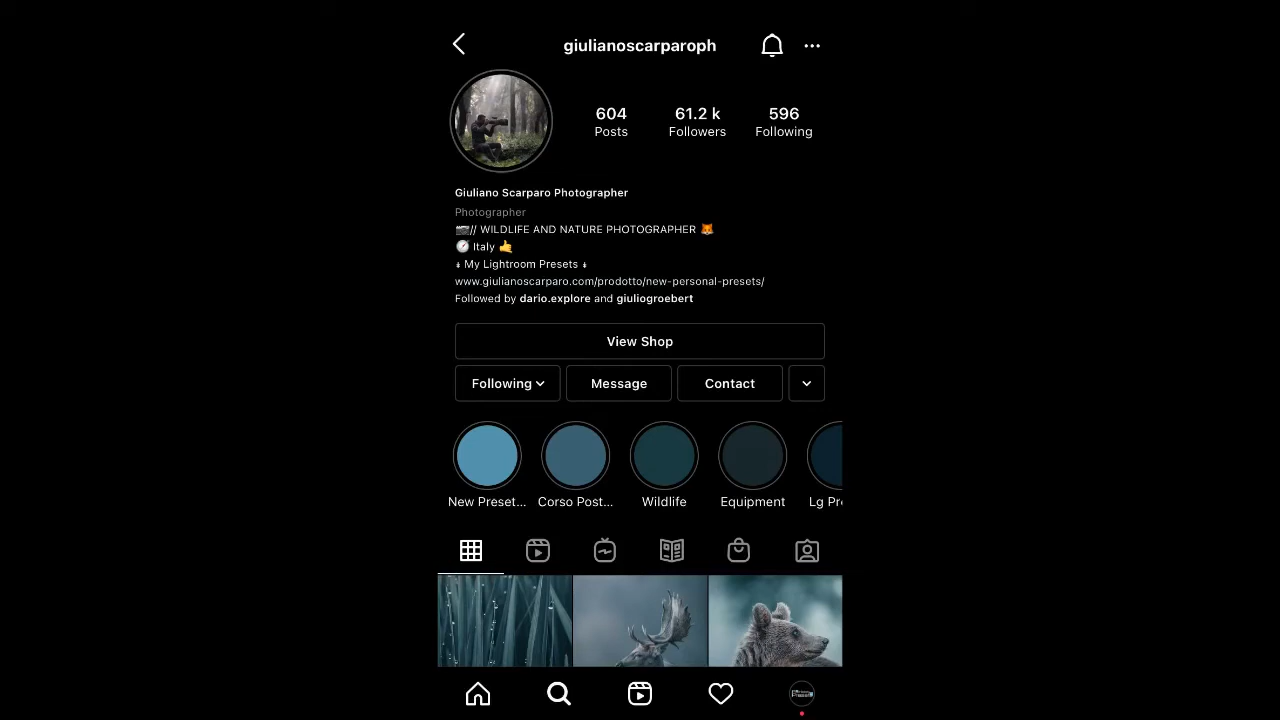 giulianoscarparoph
604 61.2 k 596
Posts Followers Following
Giuliano Scarparo Photographer
Photographer
📷// WILDLIFE AND NATURE PHOTOGRAPHER 🦊
🧭 Italy 🤙
↡ My Lightroom Presets ↡
www.giulianoscarparo.com/prodotto/new-personal-presets/
Followed by dario.explore and giuliogroebert
View Shop
Following Message Contact
New Preset... Corso Post... Wildlife Equipment Lg Pr